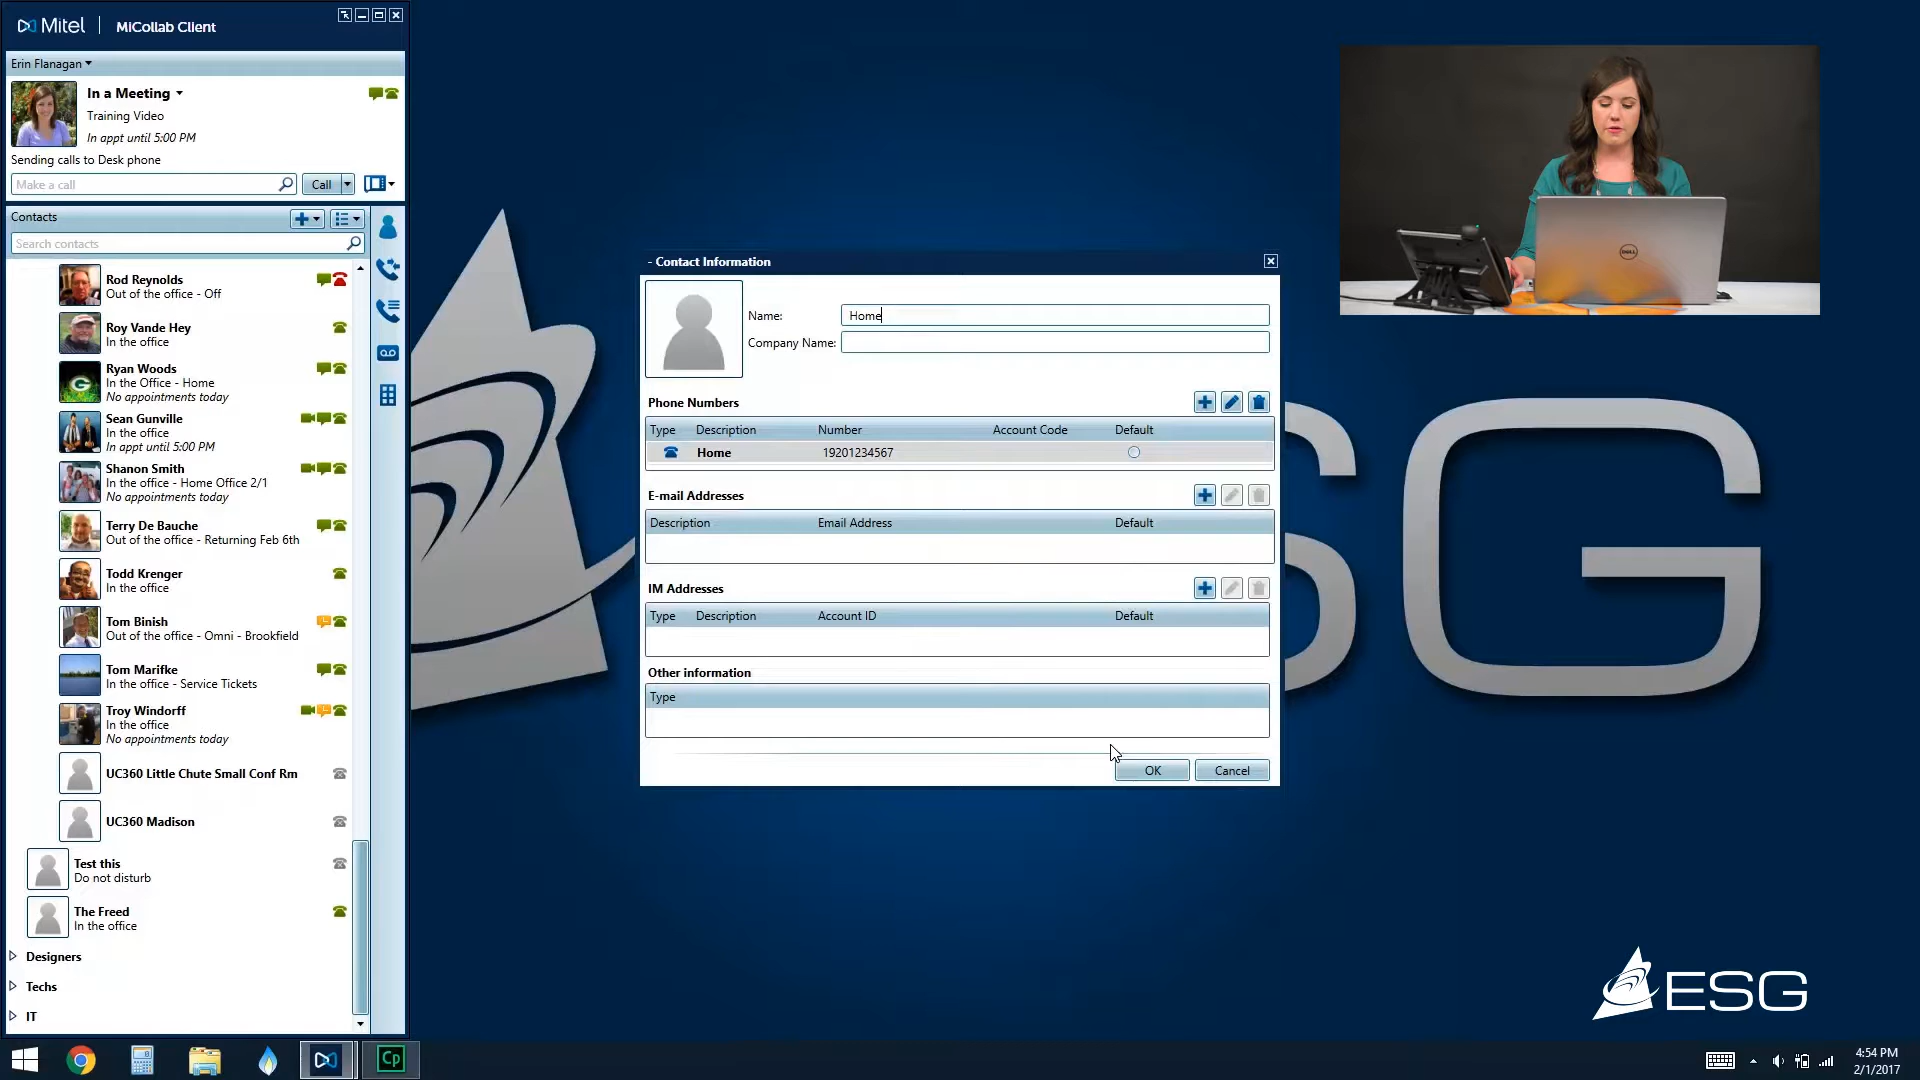 Mitel | MiCollab Client
Erin Flanagan
In a Meeting
Training Video
In appt until 5:00 PM
Sending calls to Desk phone
Make a call
Call
Contacts
Search contacts
Rod Reynolds
Out of the office - Off
Roy Vande Hey
In the office
Ryan Woods
In the Office - Home
No appointments today
Sean Gunville
In the office
In appt until 5:00 PM
Shanon Smith
In the office - Home Office 2/1
No appointments today
Terry De Bauche
Out of the office - Returning Feb 6th
Todd Krenger
In the office
Tom Binish
Out of the office - Omni - Brookfield
Tom Marifke
In the office - Service Tickets
Troy Windorff
In the office
No appointments today
UC360 Little Chute Small Conf Rm
UC360 Madison
Test this
Do not disturb
The Freed
In the office
Designers
Techs
IT
- Contact Information
Name: Home
Company Name:
Phone Numbers
Type Description Number Account Code Default
Home 19201234567
E-mail Addresses
Description Email Address Default
IM Addresses
Type Description Account ID Default
Other information
Type
OK Cancel
DELL
SG
ESG
Cp
4:54 PM
2/1/2017